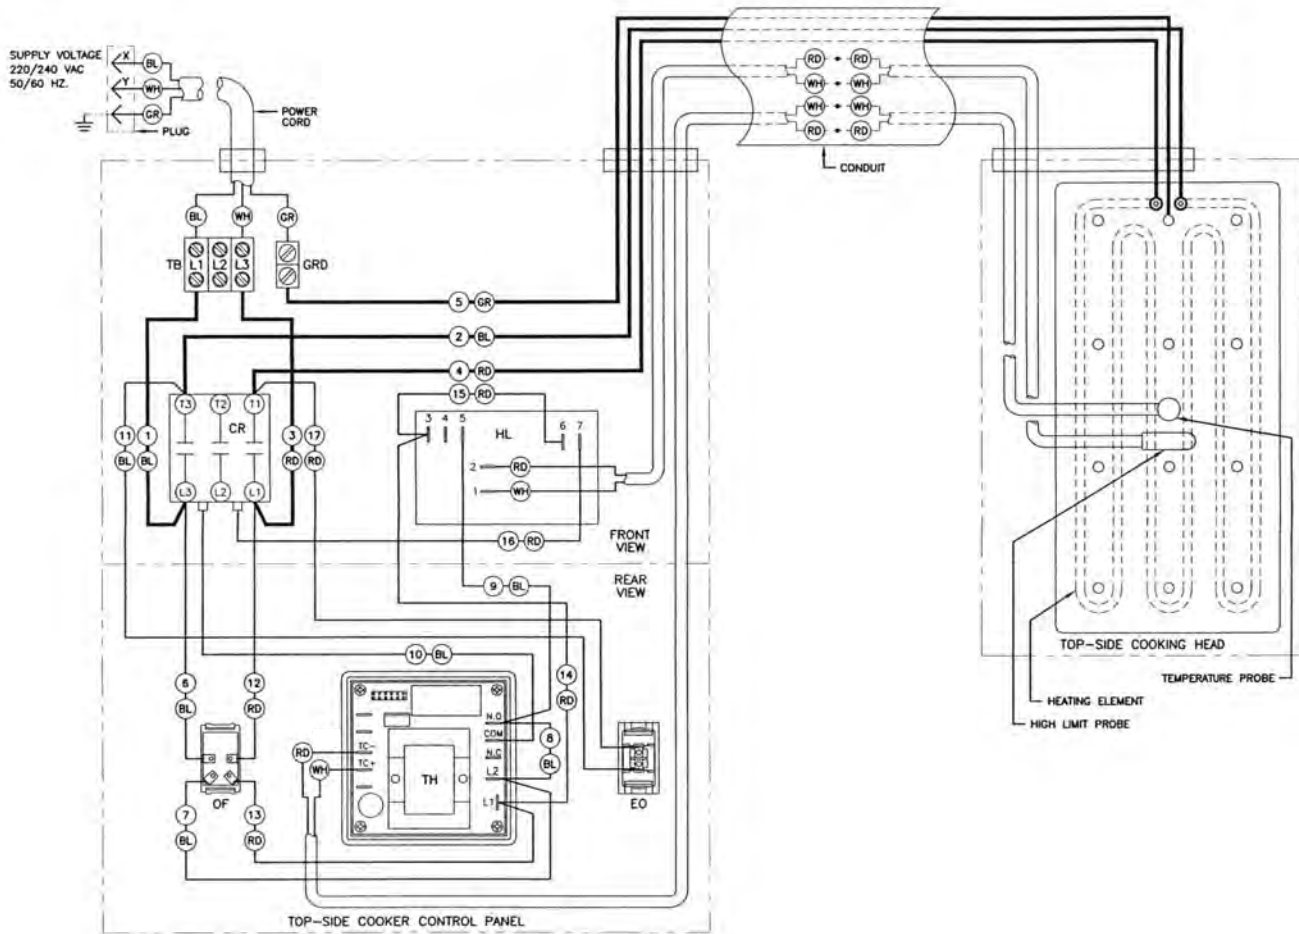 SUPPLY VOLTAGE
220/240 VAC
50/60 HZ.
X
BL
Y
WH
GR
PLUG
POWER
CORD
RD RD
WH WH
WH WH
RD RD
CONDUIT
BL WH GR
TB L1 L2 L3 GRD
5 GR
2 BL
4 RD
15 RD
T3 T2 T1
CR
11 1 3 17
BL BL RD RD
L3 L2 L1
3 4 5 HL 6 7
2 RD
1 WH
16 RD
FRONT
VIEW
REAR
VIEW
9 BL
10 BL
14
RD
6 12
BL RD
OF
7 13
BL RD
RD TC-
WH TC+
TH
N.O
COM
N.C
L2
L1
8
BL
EO
TOP-SIDE COOKER CONTROL PANEL
TOP-SIDE COOKING HEAD
TEMPERATURE PROBE
HEATING ELEMENT
HIGH LIMIT PROBE